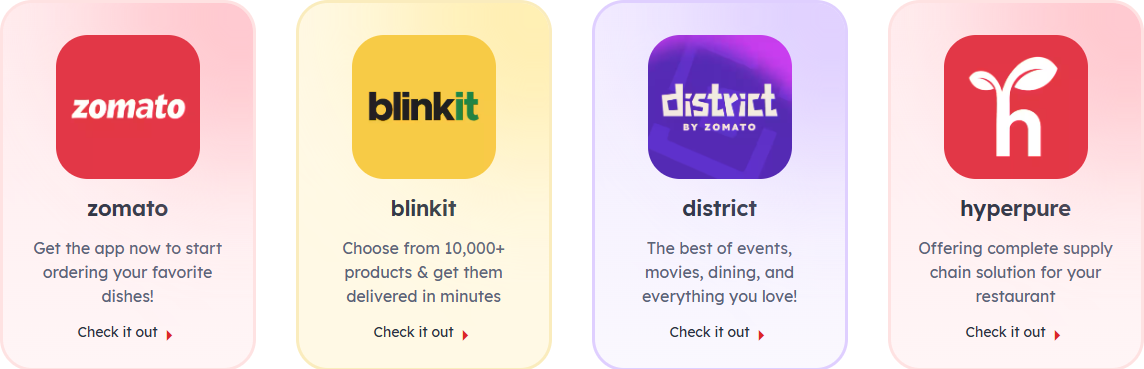 zomato
zomato
Get the app now to start
ordering your favorite
dishes!
Check it out
blinkit
blinkit
Choose from 10,000+
products & get them
delivered in minutes
Check it out
district
BY ZOMATO
district
The best of events,
movies, dining, and
everything you love!
Check it out
h
hyperpure
Offering complete supply
chain solution for your
restaurant
Check it out